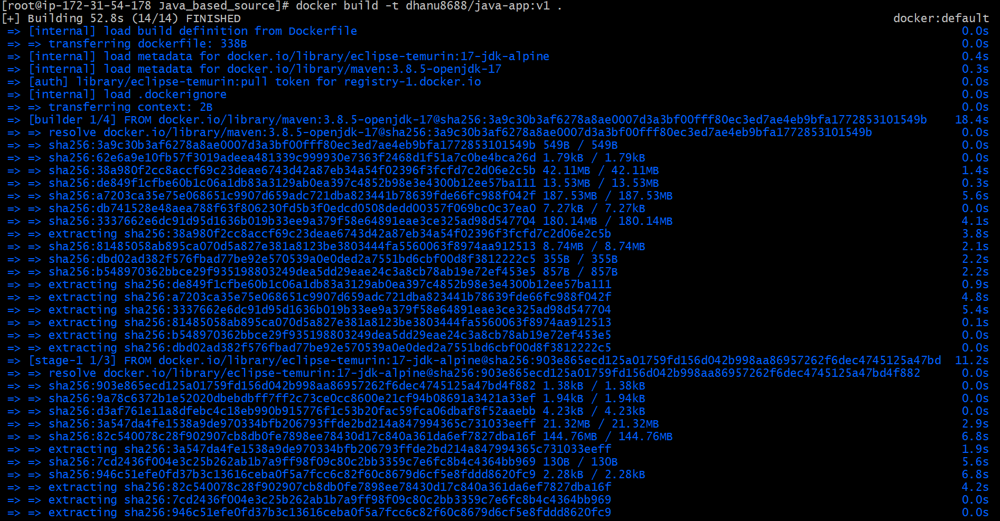 [root@ip-172-31-54-178 Java_based_source]# docker build -t dhanu8688/java-app:v1 .
[+] Building 52.8s (14/14) FINISHED docker:default
=> [internal] load build definition from Dockerfile 0.0s
=> => transferring dockerfile: 338B 0.0s
=> [internal] load metadata for docker.io/library/eclipse-temurin:17-jdk-alpine 0.4s
=> [internal] load metadata for docker.io/library/maven:3.8.5-openjdk-17 0.3s
=> [auth] library/eclipse-temurin:pull token for registry-1.docker.io 0.0s
=> [internal] load .dockerignore 0.0s
=> => transferring context: 2B 0.0s
=> [builder 1/4] FROM docker.io/library/maven:3.8.5-openjdk-17@sha256:3a9c30b3af6278a8ae0007d3a3bf00fff80ec3ed7ae4eb9bfa1772853101549b 18.4s
=> => resolve docker.io/library/maven:3.8.5-openjdk-17@sha256:3a9c30b3af6278a8ae0007d3a3bf00fff80ec3ed7ae4eb9bfa1772853101549b 0.0s
=> => sha256:3a9c30b3af6278a8ae0007d3a3bf00fff80ec3ed7ae4eb9bfa1772853101549b 549B / 549B 0.0s
=> => sha256:62e6a9e10fb57f3019adeea481339c999930e7363f2468d1f51a7c0be4bca26d 1.79kB / 1.79kB 0.0s
=> => sha256:38a980f2cc8accf69c23deae6743d42a87eb34a54f02396f3fcfd7c2d06e2c5b 42.11MB / 42.11MB 1.4s
=> => sha256:de849f1cfbe60b1c06a1db83a3129ab0ea397c4852b98e3e4300b12ee57ba111 13.53MB / 13.53MB 0.3s
=> => sha256:a7203ca35e75e068651c9907d659adc721dba823441b78639fde66fc988f042f 187.53MB / 187.53MB 5.6s
=> => sha256:db741528e48aea788f63f806230fd5b3f0edcd0508dedd00357f069bc0c37ea0 7.27kB / 7.27kB 0.0s
=> => sha256:3337662e6dc91d95d1636b019b33ee9a379f58e64891eae3ce325ad98d547704 180.14MB / 180.14MB 4.1s
=> => extracting sha256:38a980f2cc8accf69c23deae6743d42a87eb34a54f02396f3fcfd7c2d06e2c5b 3.8s
=> => sha256:81485058ab895ca070d5a827e381a8123be3803444fa5560063f8974aa912513 8.74MB / 8.74MB 2.1s
=> => sha256:dbd02ad382f576fbad77be92e570539a0e0ded2a7551bd6cbf00d8f3812222c5 355B / 355B 2.2s
=> => sha256:b548970362bbce29f935198803249dea5dd29eae24c3a8cb78ab19e72ef453e5 857B / 857B 2.2s
=> => extracting sha256:de849f1cfbe60b1c06a1db83a3129ab0ea397c4852b98e3e4300b12ee57ba111 0.9s
=> => extracting sha256:a7203ca35e75e068651c9907d659adc721dba823441b78639fde66fc988f042f 4.8s
=> => extracting sha256:3337662e6dc91d95d1636b019b33ee9a379f58e64891eae3ce325ad98d547704 5.4s
=> => extracting sha256:81485058ab895ca070d5a827e381a8123be3803444fa5560063f8974aa912513 0.1s
=> => extracting sha256:b548970362bbce29f935198803249dea5dd29eae24c3a8cb78ab19e72ef453e5 0.0s
=> => extracting sha256:dbd02ad382f576fbad77be92e570539a0e0ded2a7551bd6cbf00d8f3812222c5 0.0s
=> [stage-1 1/3] FROM docker.io/library/eclipse-temurin:17-jdk-alpine@sha256:903e865ecd125a01759fd156d042b998aa86957262f6dec4745125a47bd 11.2s
=> => resolve docker.io/library/eclipse-temurin:17-jdk-alpine@sha256:903e865ecd125a01759fd156d042b998aa86957262f6dec4745125a47bd4f882 0.0s
=> => sha256:903e865ecd125a01759fd156d042b998aa86957262f6dec4745125a47bd4f882 1.38kB / 1.38kB 0.0s
=> => sha256:9a78c6372b1e52020dbebdbff7ff2c73ce0cc8600e21cf94b08691a3421a33ef 1.94kB / 1.94kB 0.0s
=> => sha256:d3af761e11a8dfebc4c18eb990b915776f1c53b20fac59fca06dbaf8f52aaebb 4.23kB / 4.23kB 0.0s
=> => sha256:3a547da4fe1538a9de970334bfb206793ffde2bd214a847994365c731033eeff 21.32MB / 21.32MB 2.9s
=> => sha256:82c540078c28f902907cb8db0fe7898ee78430d17c840a361da6ef7827dba16f 144.76MB / 144.76MB 6.8s
=> => extracting sha256:3a547da4fe1538a9de970334bfb206793ffde2bd214a847994365c731033eeff 1.9s
=> => sha256:7cd2436f004e3c25b262ab1b7a9ff98f09c80c2bb3359c7e6fc8b4c4364bb969 130B / 130B 5.6s
=> => sha256:946c51efe0fd37b3c13616ceba0f5a7fcc6c82f60c8679d6cf5e8fddd8620fc9 2.28kB / 2.28kB 6.8s
=> => extracting sha256:82c540078c28f902907cb8db0fe7898ee78430d17c840a361da6ef7827dba16f 4.2s
=> => extracting sha256:7cd2436f004e3c25b262ab1b7a9ff98f09c80c2bb3359c7e6fc8b4c4364bb969 0.0s
=> => extracting sha256:946c51efe0fd37b3c13616ceba0f5a7fcc6c82f60c8679d6cf5e8fddd8620fc9 0.0s